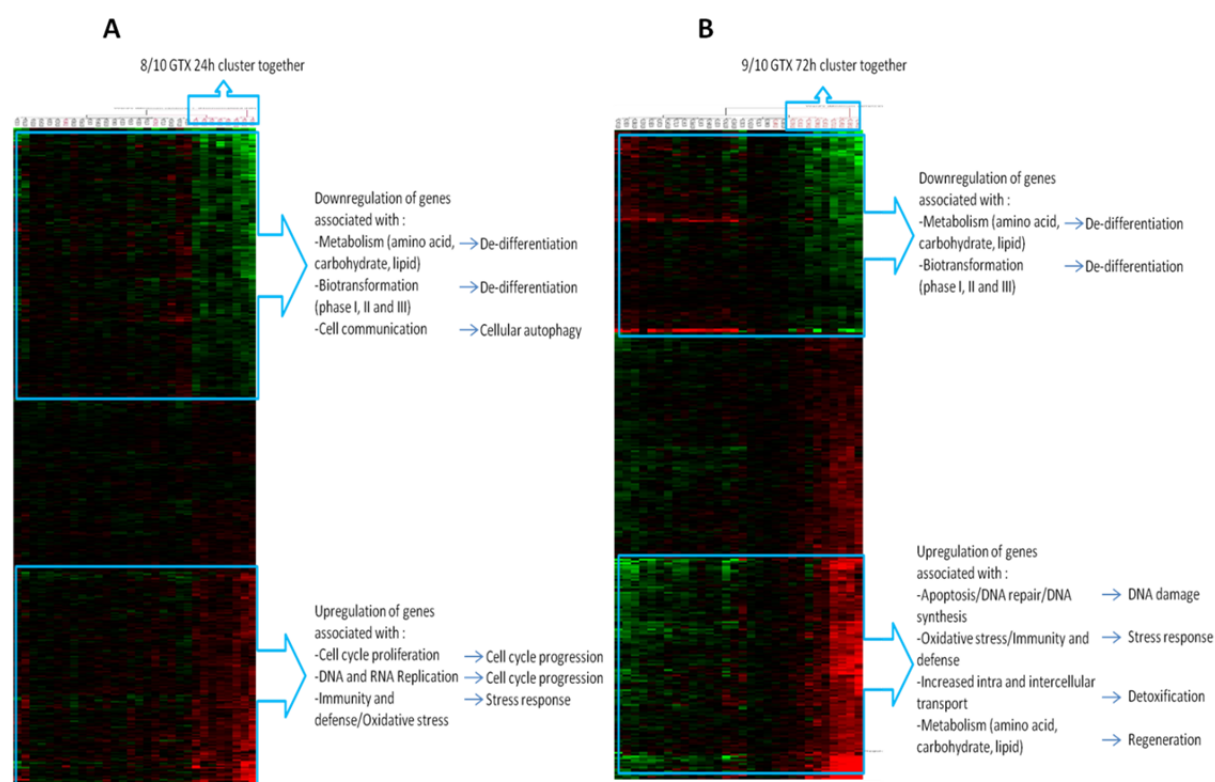 A
8/10 GTX 24h cluster together
Downregulation of genes
associated with :
-Metabolism (amino acid, → De-differentiation
carbohydrate, lipid)
-Biotransformation → De-differentiation
(phase I, II and III)
-Cell communication → Cellular autophagy
Upregulation of genes
associated with :
-Cell cycle proliferation → Cell cycle progression
-DNA and RNA Replication → Cell cycle progression
-Immunity and → Stress response
defense/Oxidative stress
B
9/10 GTX 72h cluster together
Downregulation of genes
associated with :
-Metabolism (amino acid, → De-differentiation
carbohydrate, lipid)
-Biotransformation → De-differentiation
(phase I, II and III)
Upregulation of genes
associated with :
-Apoptosis/DNA repair/DNA → DNA damage
synthesis
-Oxidative stress/Immunity and → Stress response
defense
-Increased intra and intercellular
transport → Detoxification
-Metabolism (amino acid,
carbohydrate, lipid) → Regeneration